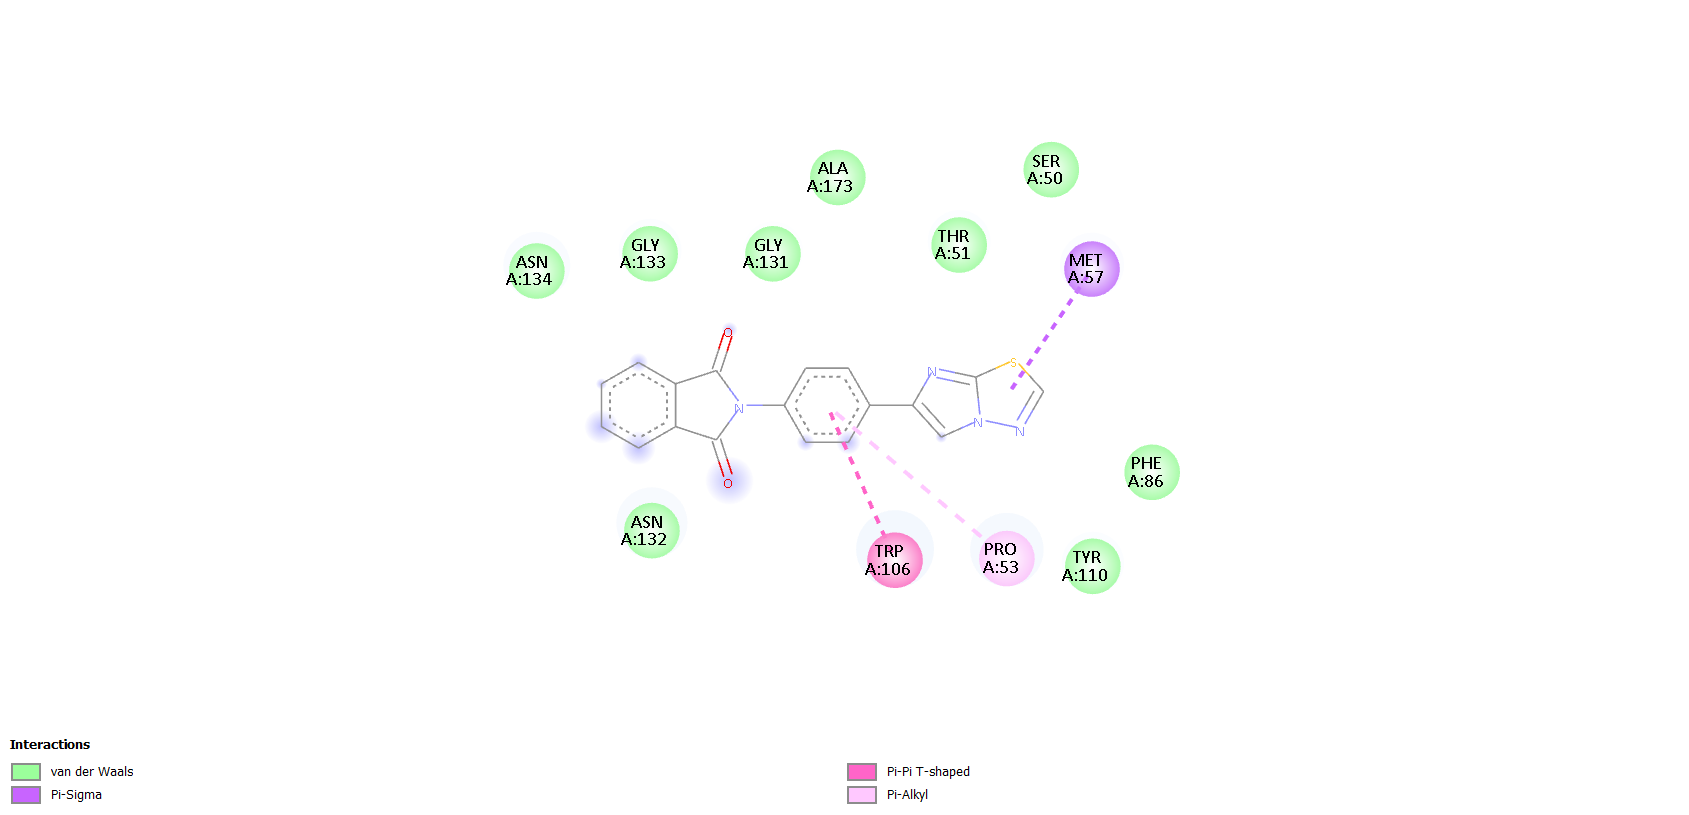 ALA
A:173
SER
A:50
THR
A:51
GLY
A:133
GLY
A:131
ASN
A:134
MET
A:57
O
S
N
N
N
N
O
PHE
A:86
ASN
A:132
TRP
A:106
PRO
A:53
TYR
A:110
Interactions
van der Waals
Pi-Sigma
Pi-Pi T-shaped
Pi-Alkyl